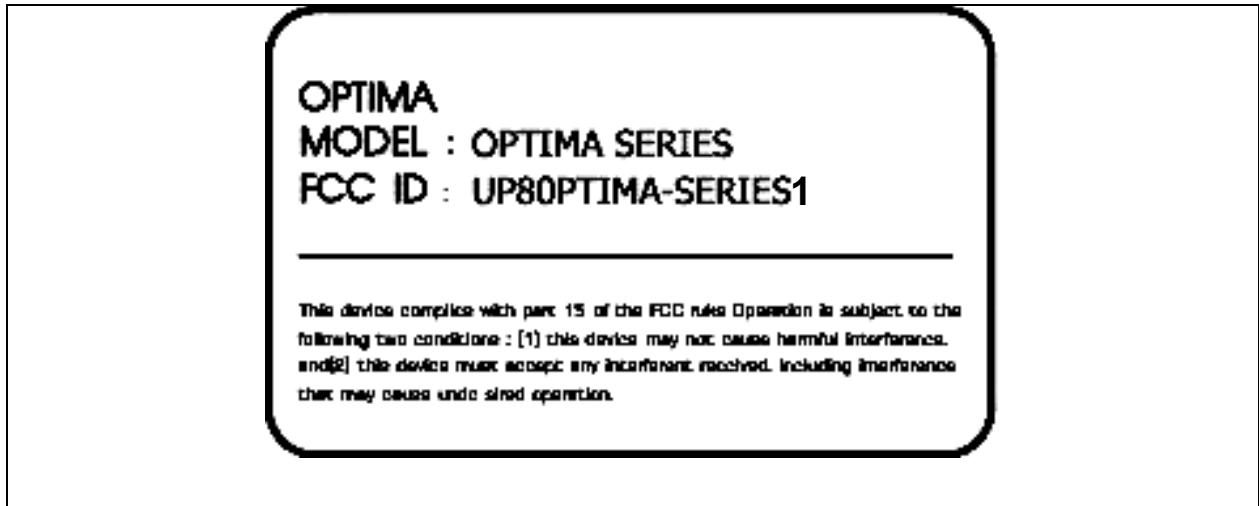 OPTIMA
MODEL : OPTIMA SERIES
FCC ID : UP80PTIMA-SERIES1
This device complice with part 15 of the FCC rules Operation is subject to the
following two conditions : [1] this device may not cause harmful interference.
and[2] this device must accept any interferent received. including interference
that may cause unde sired operation.